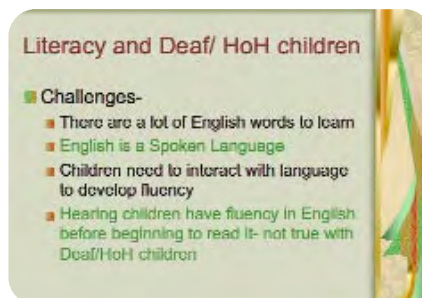 Literacy and Deaf/ HoH children
Challenges-
There are a lot of English words to learn
English is a Spoken Language
Children need to interact with language
to develop fluency
Hearing children have fluency in English
before beginning to read it- not true with
Deaf/HoH children